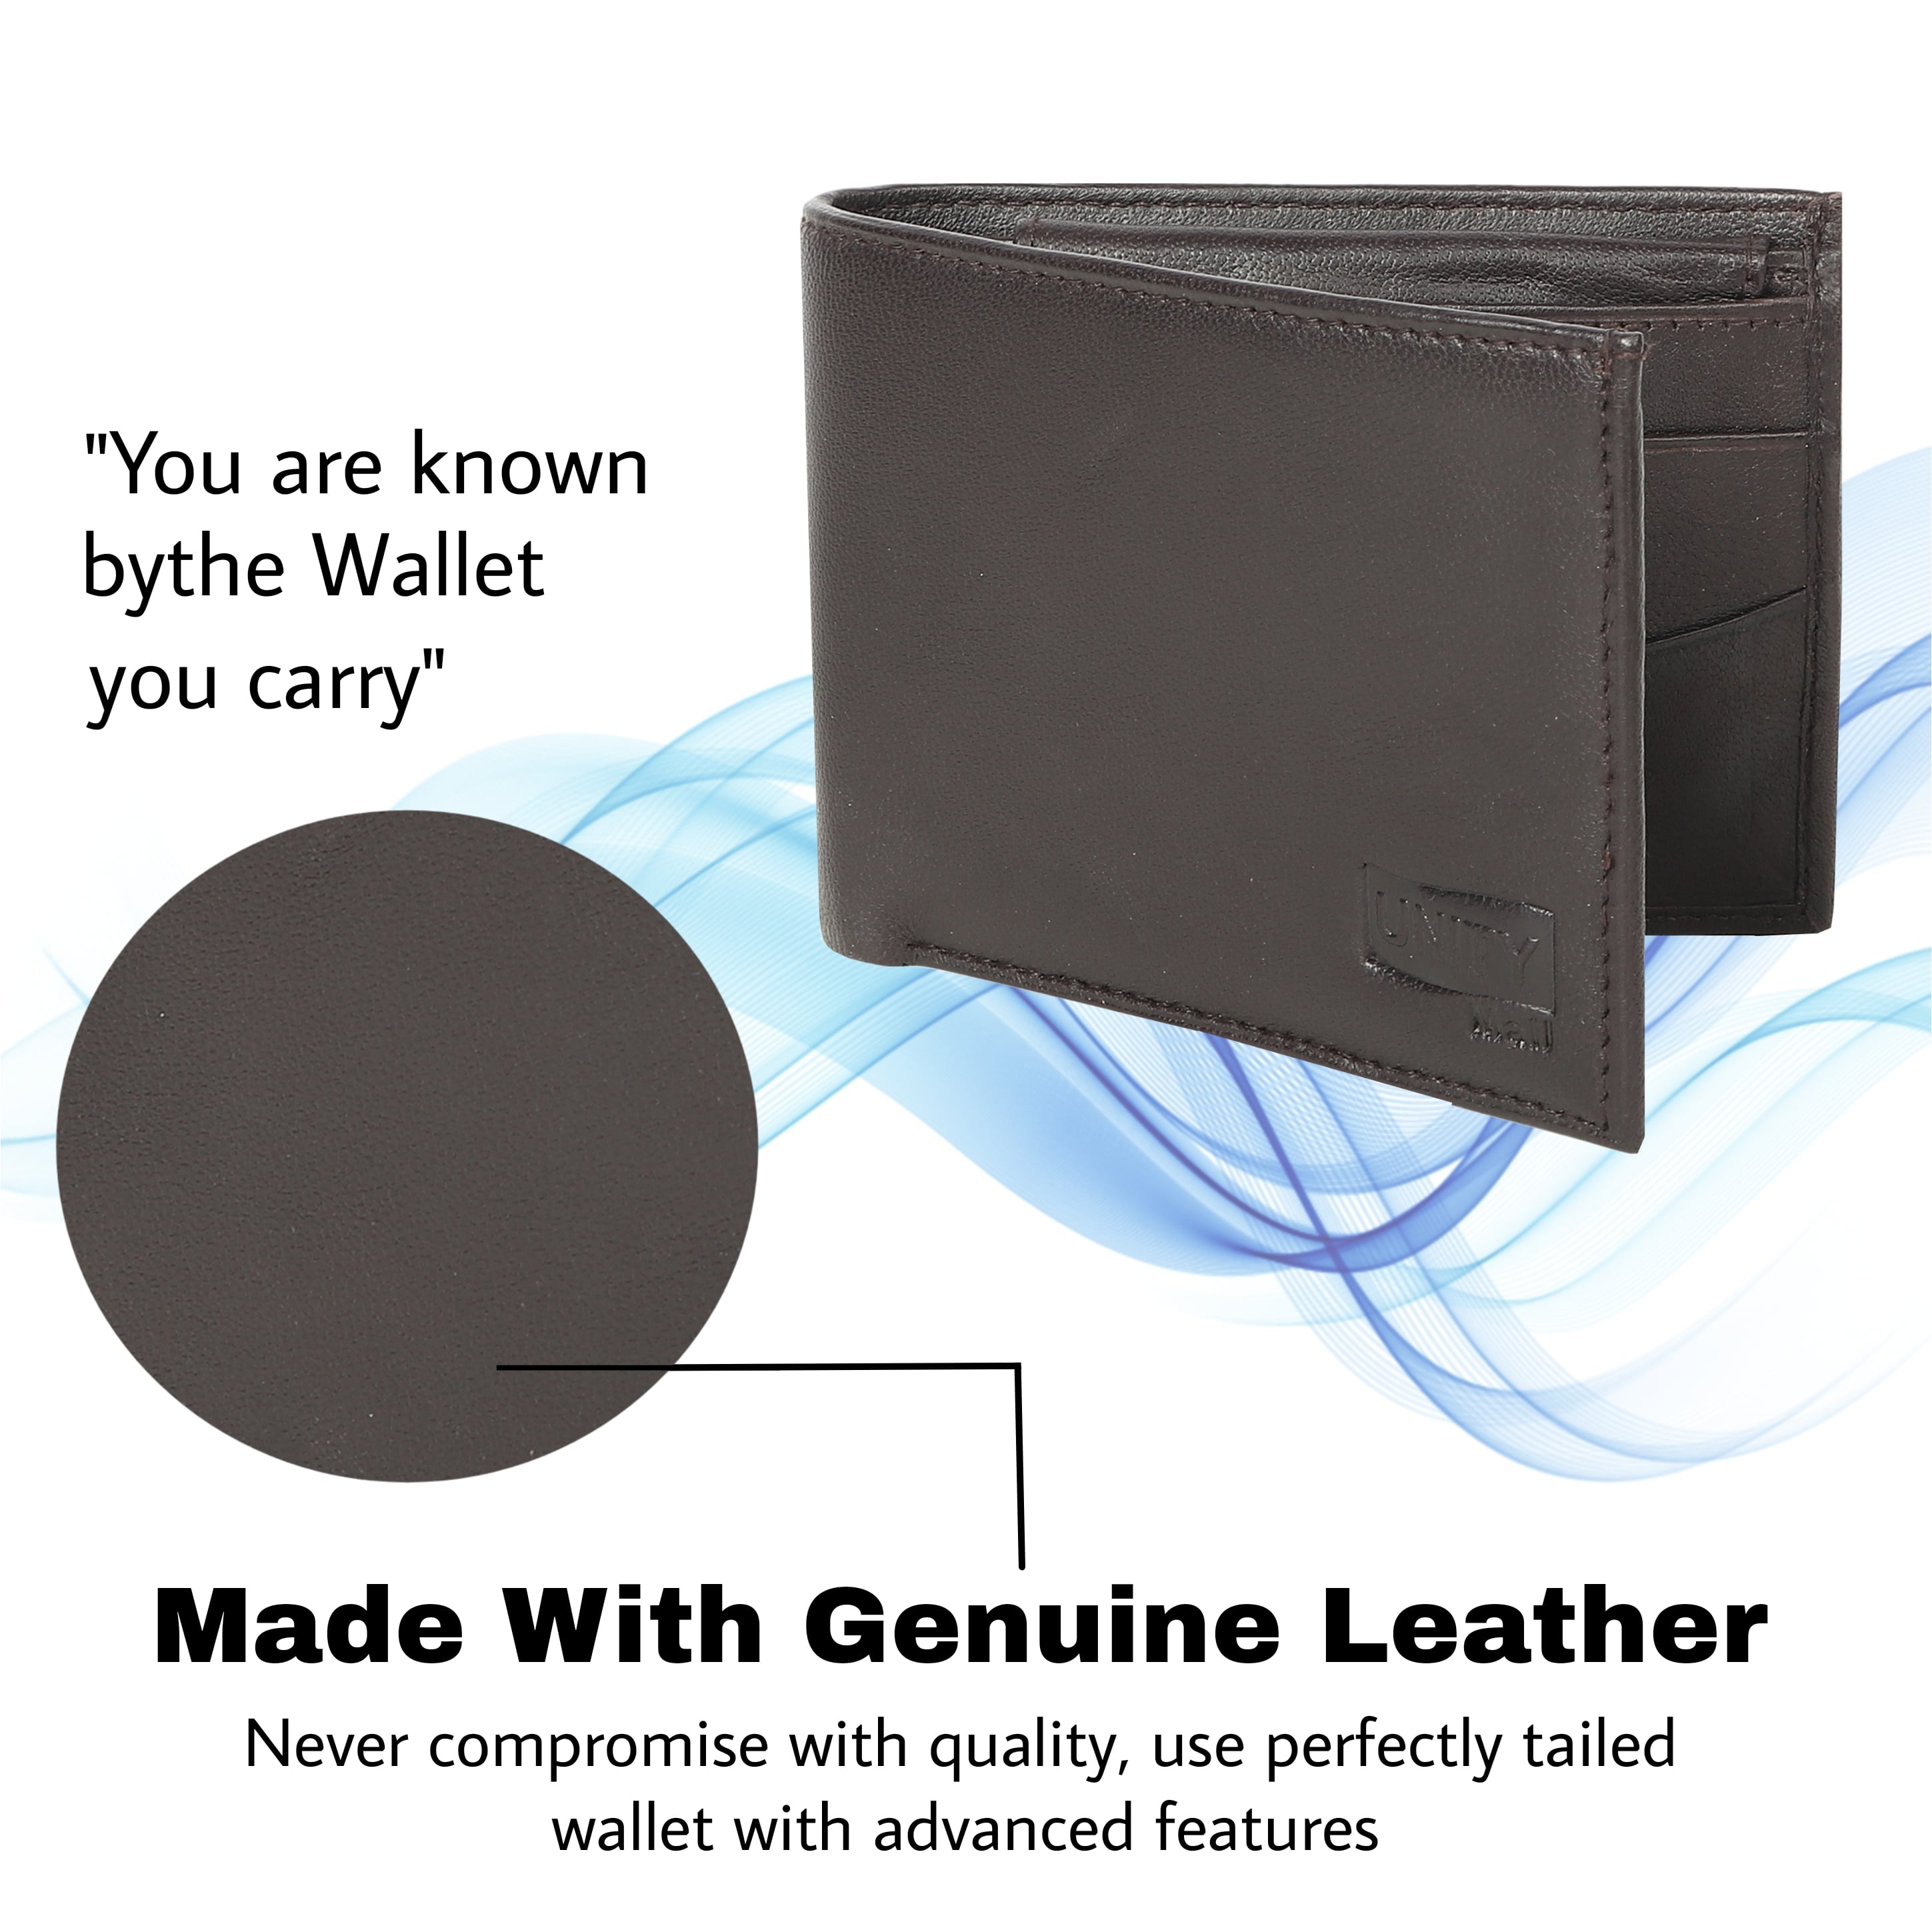 "You are known
bythe Wallet
you carry"
UNITY
Made With Genuine Leather
Never compromise with quality, use perfectly tailed
wallet with advanced features